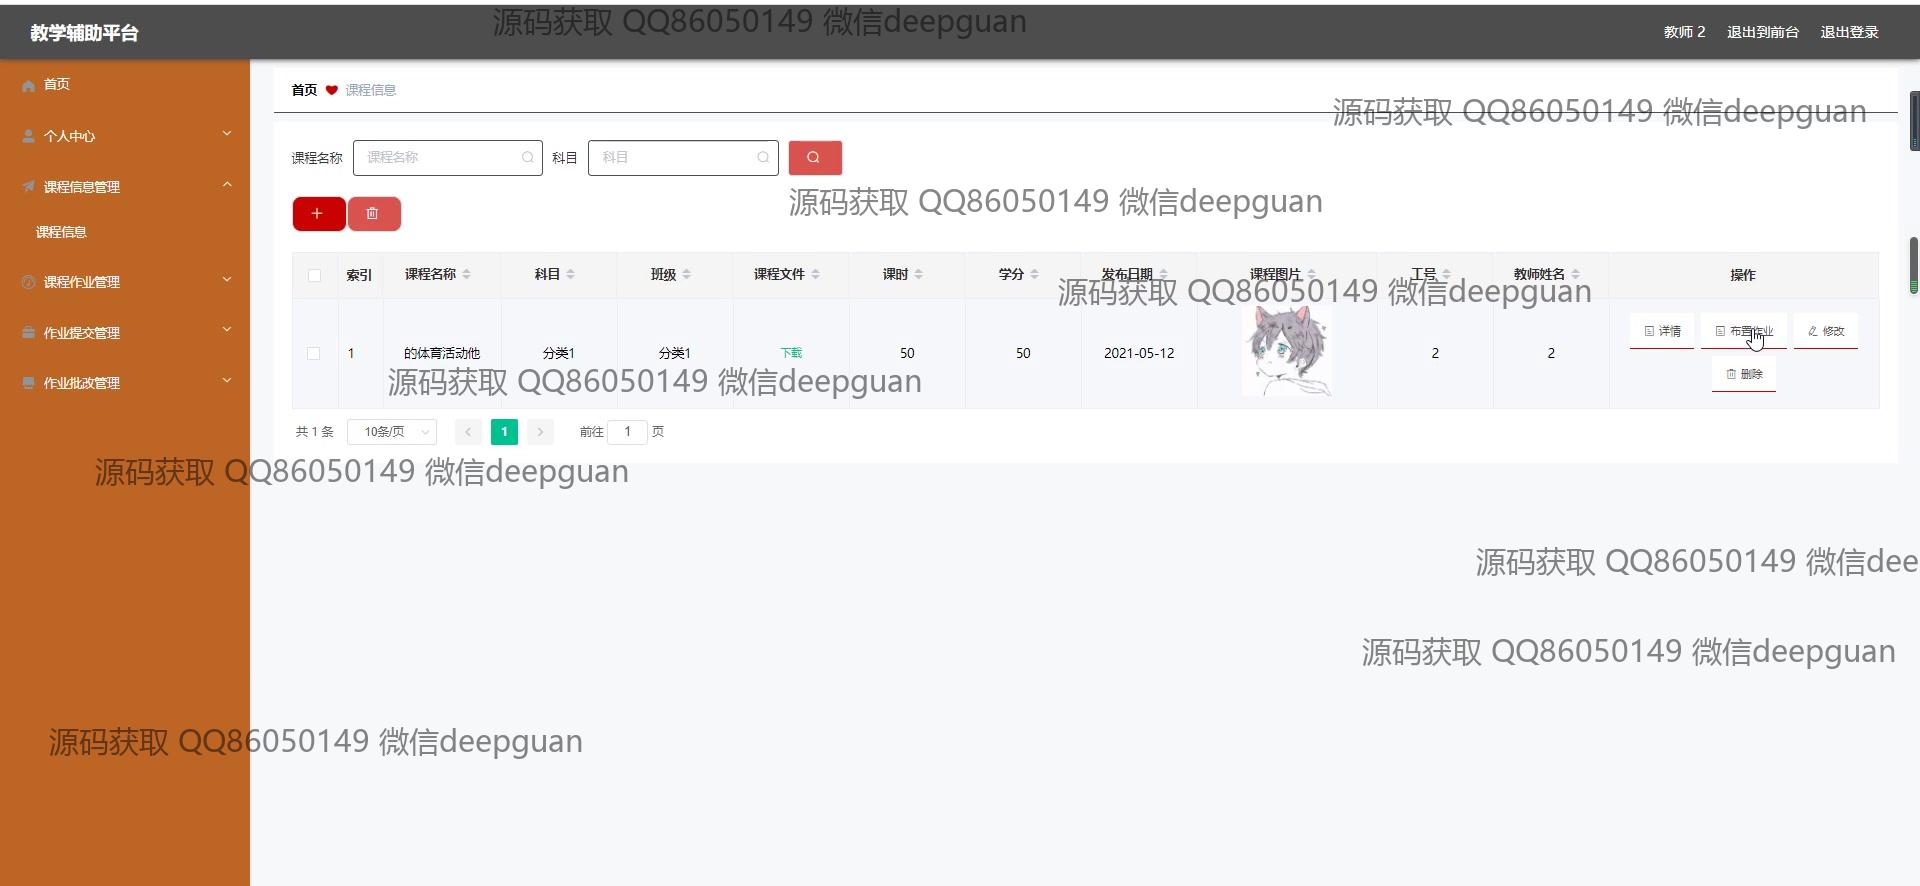 源码获取 QQ86050149 微信deepguan
教学辅助平台
教师 2 退出到前台 退出登录
首页
个人中心
课程信息管理
课程信息
课程作业管理
作业提交管理
作业批改管理
首页 课程信息
源码获取 QQ86050149 微信deepguan
课程名称 课程名称 科目 科目
源码获取 QQ86050149 微信deepguan
索引 课程名称 科目 班级 课程文件 课时 学分 发布日期 课程图片 工号 教师姓名 操作
源码获取 QQ86050149 微信deepguan
1 的体育活动他 分类1 分类1 下载 50 50 2021-05-12 2 2
详情 布置作业 修改
删除
源码获取 QQ86050149 微信deepguan
共 1 条 10条/页 1 前往 1 页
源码获取 QQ86050149 微信deepguan
源码获取 QQ86050149 微信dee
源码获取 QQ86050149 微信deepguan
源码获取 QQ86050149 微信deepguan